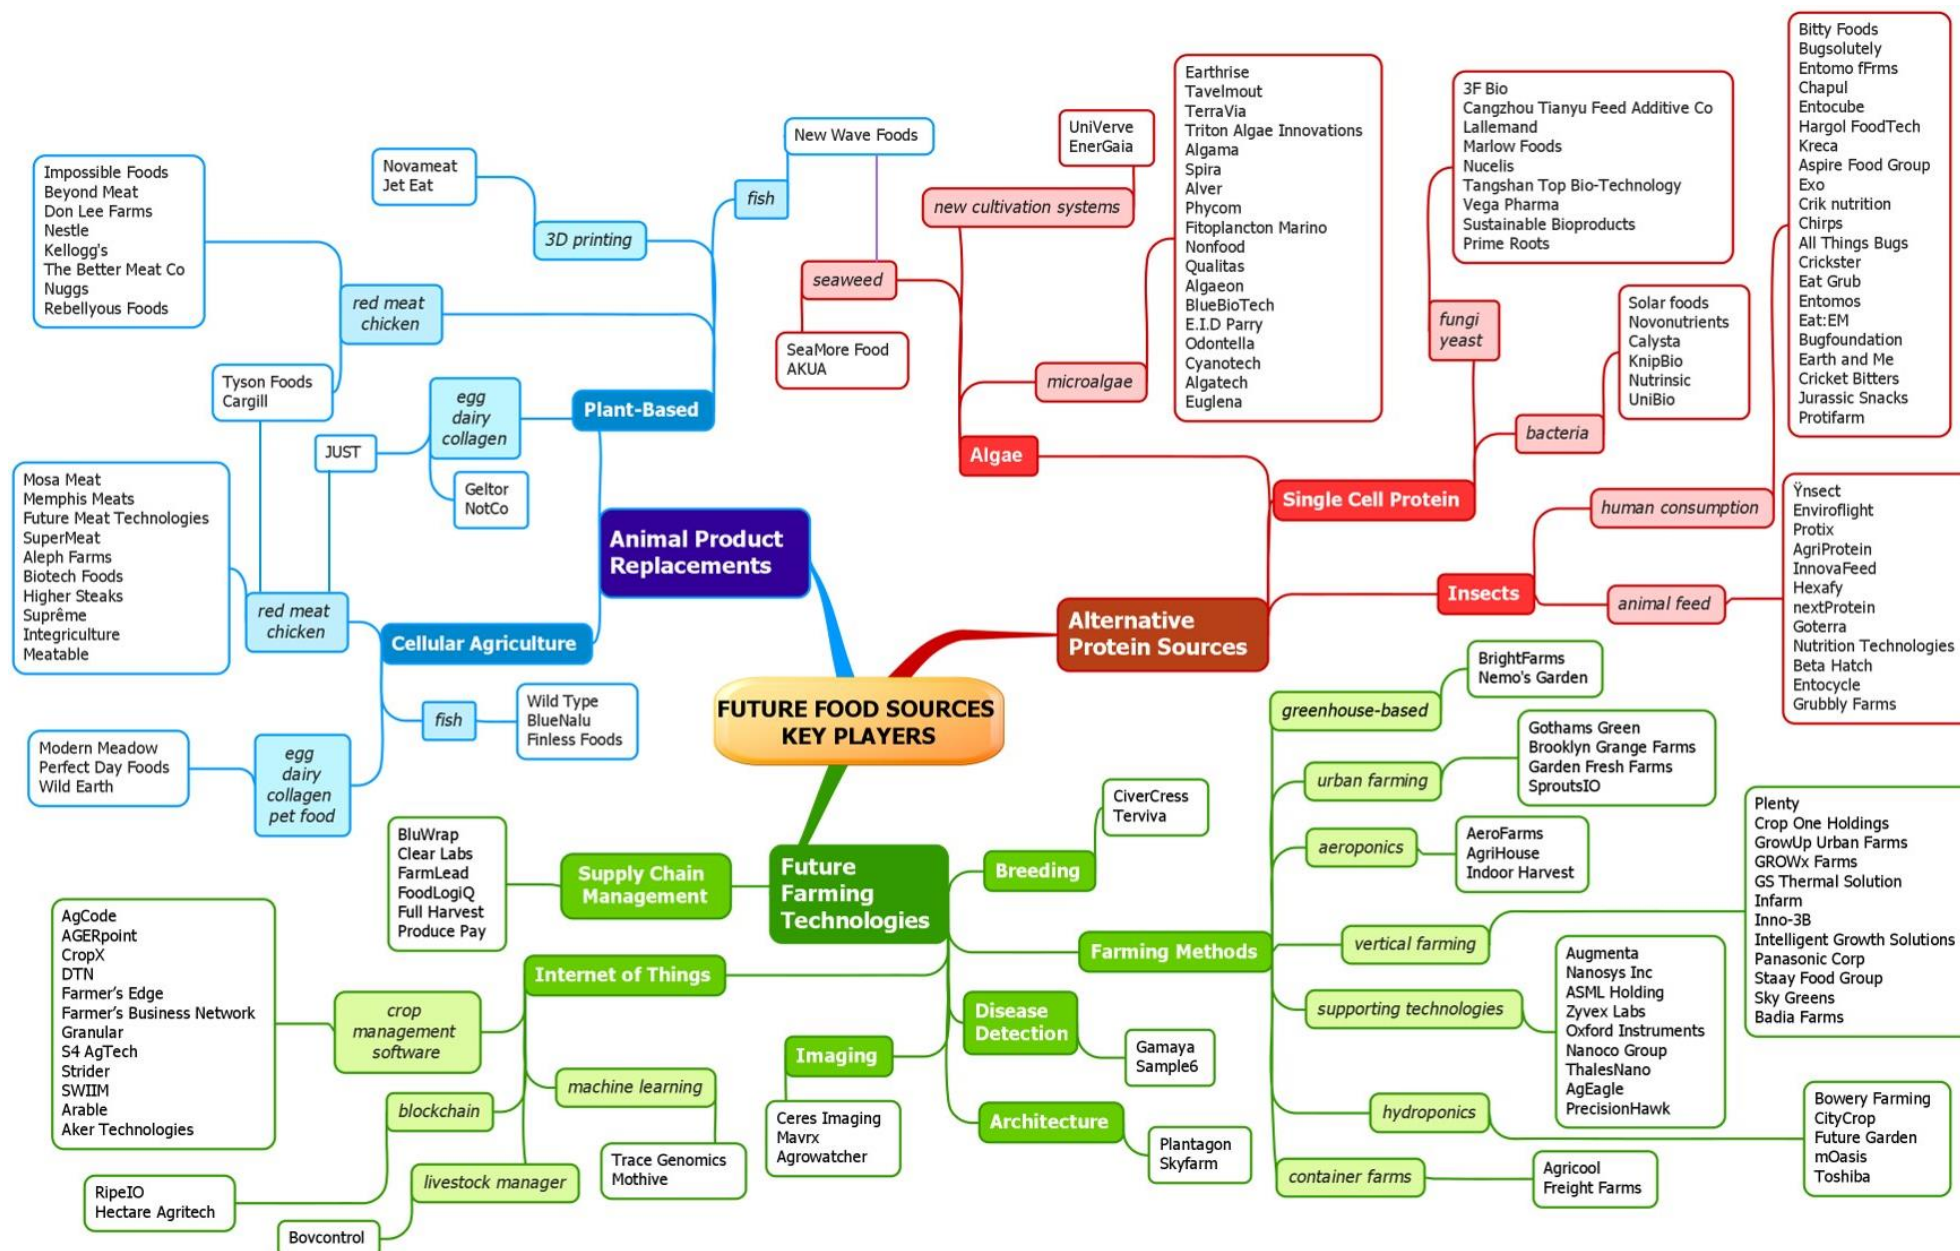 FUTURE FOOD SOURCES
KEY PLAYERS
Animal Product
Replacements
Plant-Based
fish
New Wave Foods
3D printing
Novameat
Jet Eat
red meat
chicken
Impossible Foods
Beyond Meat
Don Lee Farms
Nestle
Kellogg's
The Better Meat Co
Nuggs
Rebellyous Foods
Tyson Foods
Cargill
egg
dairy
collagen
JUST
Geltor
NotCo
Cellular Agriculture
red meat
chicken
Mosa Meat
Memphis Meats
Future Meat Technologies
SuperMeat
Aleph Farms
Biotech Foods
Higher Steaks
Suprême
Integriculture
Meatable
fish
Wild Type
BlueNalu
Finless Foods
egg
dairy
collagen
pet food
Modern Meadow
Perfect Day Foods
Wild Earth
Alternative
Protein Sources
Algae
new cultivation systems
UniVerve
EnerGaia
seaweed
SeaMore Food
AKUA
microalgae
Earthrise
Tavelmout
TerraVia
Triton Algae Innovations
Algama
Spira
Alver
Phycom
Fitoplancton Marino
Nonfood
Qualitas
Algaeon
BlueBioTech
E.I.D Parry
Odontella
Cyanotech
Algatech
Euglena
Single Cell Protein
fungi
yeast
3F Bio
Cangzhou Tianyu Feed Additive Co
Lallemand
Marlow Foods
Nucelis
Tangshan Top Bio-Technology
Vega Pharma
Sustainable Bioproducts
Prime Roots
bacteria
Solar foods
Novonutrients
Calysta
KnipBio
Nutrinsic
UniBio
Insects
human consumption
Bitty Foods
Bugsolutely
Entomo fFrms
Chapul
Entocube
Hargol FoodTech
Kreca
Aspire Food Group
Exo
Crik nutrition
Chirps
All Things Bugs
Crickster
Eat Grub
Entomos
Eat:EM
Bugfoundation
Earth and Me
Cricket Bitters
Jurassic Snacks
Protifarm
animal feed
Ÿnsect
Enviroflight
Protix
AgriProtein
InnovaFeed
Hexafy
nextProtein
Goterra
Nutrition Technologies
Beta Hatch
Entocycle
Grubbly Farms
Future
Farming
Technologies
Supply Chain
Management
BluWrap
Clear Labs
FarmLead
FoodLogiQ
Full Harvest
Produce Pay
Internet of Things
crop
management
software
AgCode
AGERpoint
CropX
DTN
Farmer’s Edge
Farmer’s Business Network
Granular
S4 AgTech
Strider
SWIIM
Arable
Aker Technologies
blockchain
RipeIO
Hectare Agritech
livestock manager
Bovcontrol
machine learning
Trace Genomics
Mothive
Imaging
Ceres Imaging
Mavrx
Agrowatcher
Breeding
CiverCress
Terviva
Disease
Detection
Gamaya
Sample6
Architecture
Plantagon
Skyfarm
Farming Methods
greenhouse-based
BrightFarms
Nemo's Garden
urban farming
Gothams Green
Brooklyn Grange Farms
Garden Fresh Farms
SproutsIO
aeroponics
AeroFarms
AgriHouse
Indoor Harvest
vertical farming
Plenty
Crop One Holdings
GrowUp Urban Farms
GROWx Farms
GS Thermal Solution
Infarm
Inno-3B
Intelligent Growth Solutions
Panasonic Corp
Staay Food Group
Sky Greens
Badia Farms
supporting technologies
Augmenta
Nanosys Inc
ASML Holding
Zyvex Labs
Oxford Instruments
Nanoco Group
ThalesNano
AgEagle
PrecisionHawk
hydroponics
Bowery Farming
CityCrop
Future Garden
mOasis
Toshiba
container farms
Agricool
Freight Farms